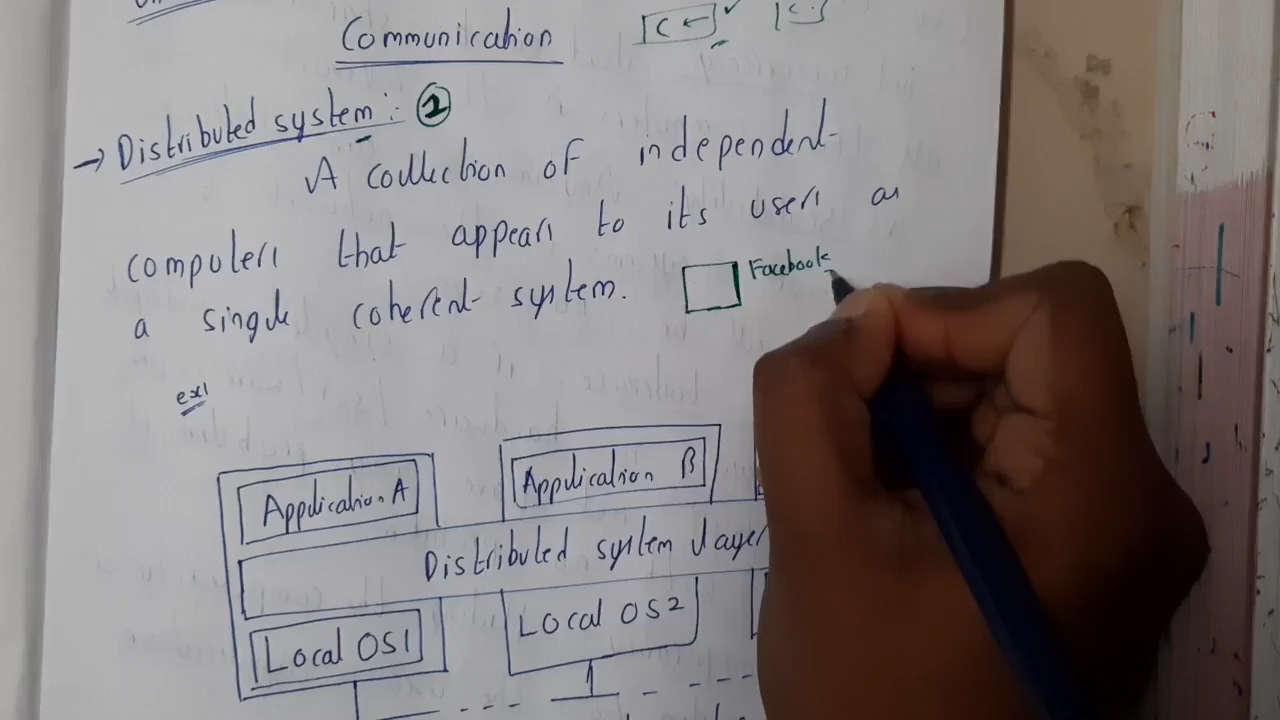 Communication
→ Distributed system :- 2
A collection of independent
computers that appears to its users as
a single coherent system.
Facebook
ex1
Application A
Application B
Distributed system layer
Local OS1
Local OS2